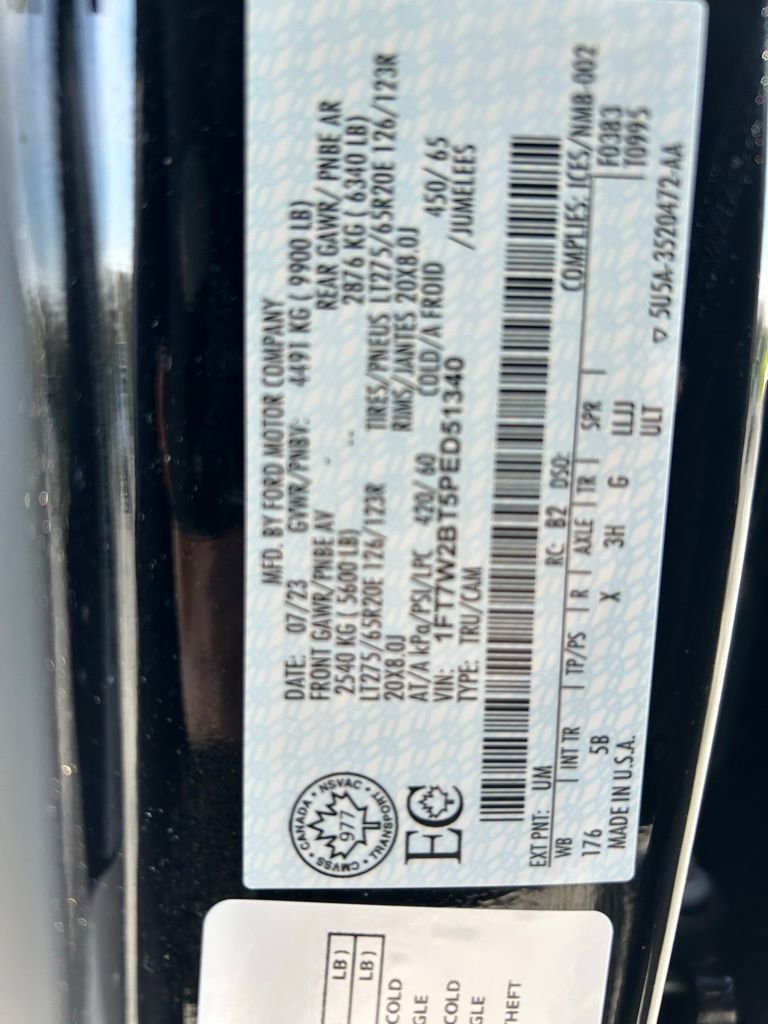 MFD. BY FORD MOTOR COMPANY
DATE: 07/23 GVWR/PNBV: 4491 KG ( 9900 LB)
FRONT GAWR/PNBE AV REAR GAWR/ PNBE AR
2540 KG ( 5600 LB) 2876 KG ( 6340 LB)
LT275/65R20E 126/123R TIRES/PNEUS LT275/65R20E 126/123R
20X8.0J RIMS/JANTES 20X8.0J
AT/A kPa/PSI/LPC 420/ 60 COLD/A FROID 450/ 65
VIN: 1FT7W2BT5PED51340 /JUMELEES
TYPE: TRU/CAM
COMPLIES: ICES/NMB-002
EXT PNT: UM RC: B2 DSO: F0383
WB INT TR TP/PS R AXLE TR SPR T0995
176 5B X 3H G LLJJ
MADE IN U.S.A. ULT
▽ 5U5A-3520472-AA
CMVSS • CANADA • NSVAC • TRANSPORT •
977
EC
LB )
LB )
COLD
GLE
COLD
GLE
THEFT